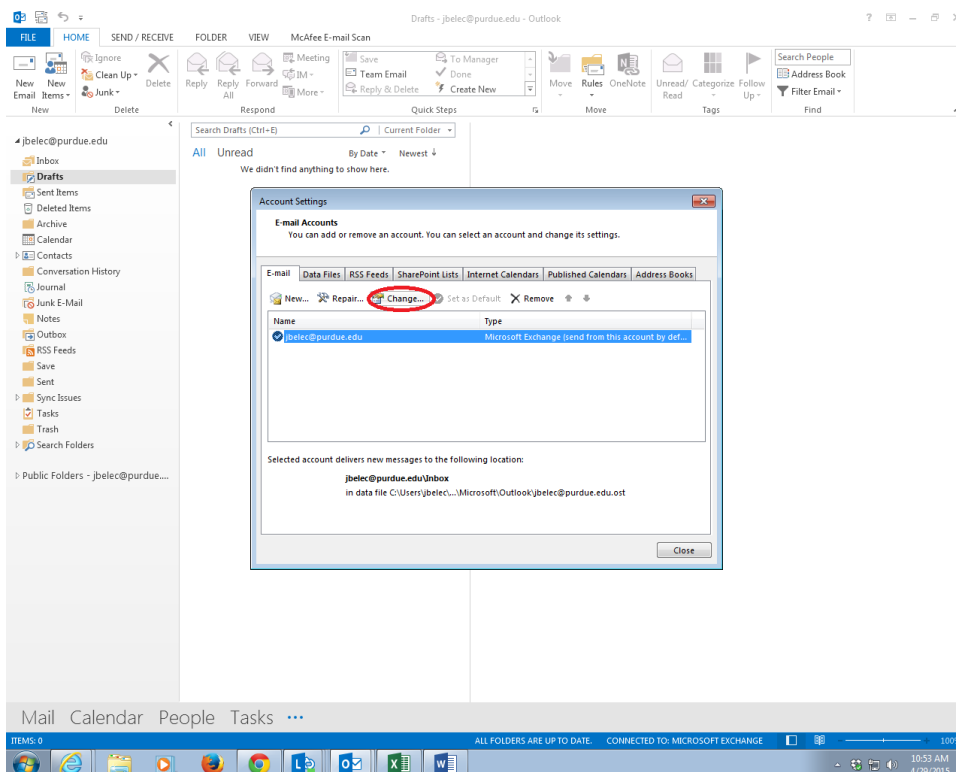 Drafts - jbelec@purdue.edu - Outlook
FILE HOME SEND / RECEIVE FOLDER VIEW McAfee E-mail Scan
New Email
New Items
Ignore
Clean Up
Junk
Delete
Reply
Reply All
Forward
Meeting
IM
More
Save
Team Email
Reply & Delete
To Manager
Done
Create New
Move
Rules
OneNote
Unread/ Read
Categorize
Follow Up
Search People
Address Book
Filter Email
New Delete Respond Quick Steps Move Tags Find
jbelec@purdue.edu
Inbox
Drafts
Sent Items
Deleted Items
Archive
Calendar
Contacts
Conversation History
Journal
Junk E-Mail
Notes
Outbox
RSS Feeds
Save
Sent
Sync Issues
Tasks
Trash
Search Folders
Public Folders - jbelec@purdue....
Search Drafts (Ctrl+E) Current Folder
All Unread By Date Newest
We didn't find anything to show here.
Account Settings
E-mail Accounts
You can add or remove an account. You can select an account and change its settings.
E-mail Data Files RSS Feeds SharePoint Lists Internet Calendars Published Calendars Address Books
New... Repair... Change... Set as Default Remove
Name Type
jbelec@purdue.edu Microsoft Exchange (send from this account by def...
Selected account delivers new messages to the following location:
jbelec@purdue.edu\Inbox
in data file C:\Users\jbelec\...\Microsoft\Outlook\jbelec@purdue.edu.ost
Close
Mail Calendar People Tasks ...
ITEMS: 0 ALL FOLDERS ARE UP TO DATE. CONNECTED TO: MICROSOFT EXCHANGE 100%
10:53 AM
4/29/2015